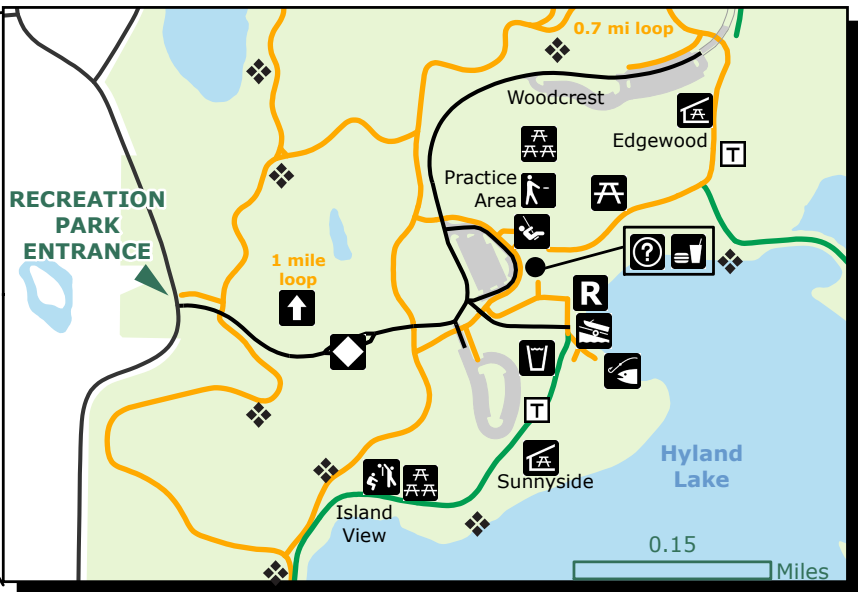 0.7 mi loop
Woodcrest
Edgewood
T
Practice
Area
RECREATION
PARK
ENTRANCE
?
1 mile
loop
R
T
Hyland
Lake
Sunnyside
Island
View
0.15
Miles